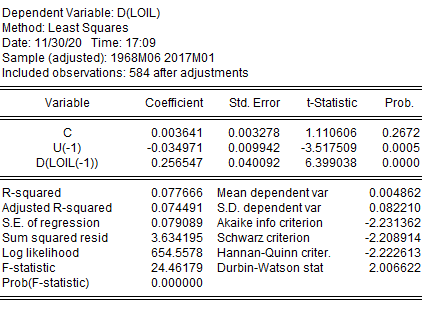 Dependent Variable: D(LOIL)
Method: Least Squares
Date: 11/30/20 Time: 17:09
Sample (adjusted): 1968M06 2017M01
Included observations: 584 after adjustments
Variable Coefficient Std. Error t-Statistic Prob.
C 0.003641 0.003278 1.110606 0.2672
U(-1) -0.034971 0.009942 -3.517509 0.0005
D(LOIL(-1)) 0.256547 0.040092 6.399038 0.0000
R-squared 0.077666 Mean dependent var 0.004862
Adjusted R-squared 0.074491 S.D. dependent var 0.082210
S.E. of regression 0.079089 Akaike info criterion -2.231362
Sum squared resid 3.634195 Schwarz criterion -2.208914
Log likelihood 654.5578 Hannan-Quinn criter. -2.222613
F-statistic 24.46179 Durbin-Watson stat 2.006622
Prob(F-statistic) 0.000000